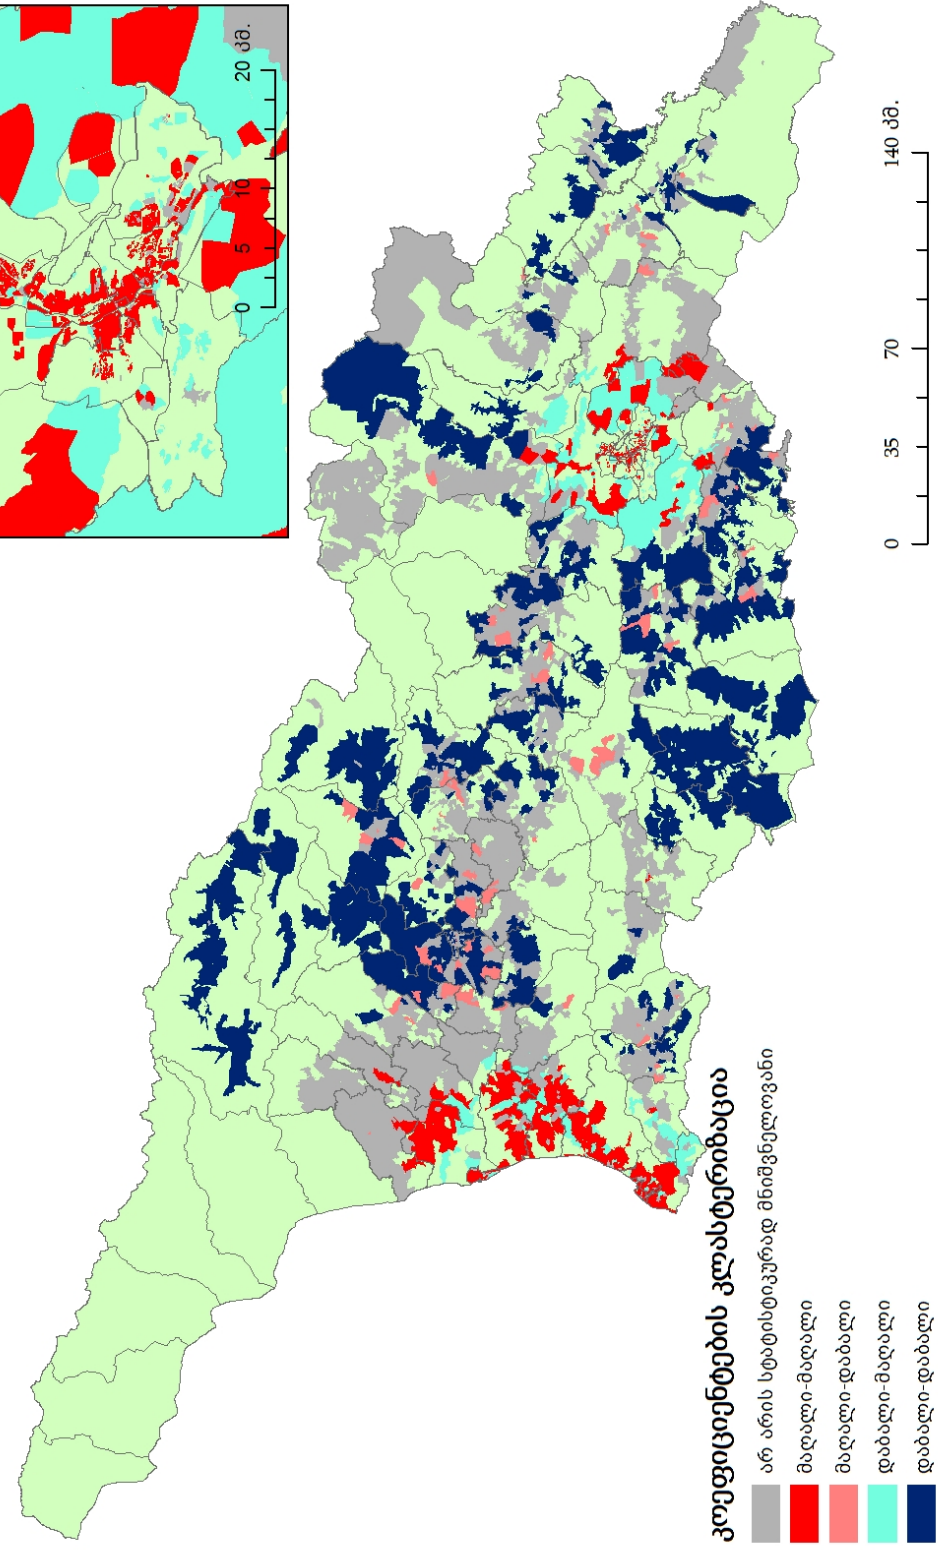 0 5 10 20 კმ.
კოეფიციენტების კლასტერიზაცია
არ არის სტატისტიკურად მნიშვნელოვანი
მაღალი-მაღალი
მაღალი-დაბალი
დაბალი-მაღალი
დაბალი-დაბალი
0 35 70 140 კმ.